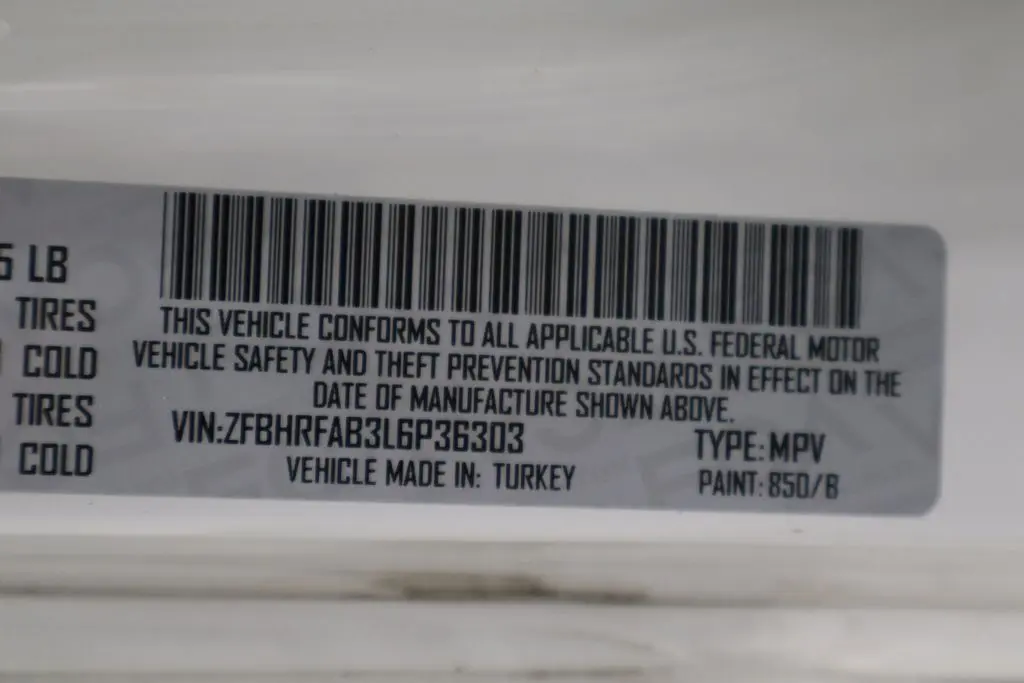 5 LB
TIRES
COLD
TIRES
COLD
THIS VEHICLE CONFORMS TO ALL APPLICABLE U.S. FEDERAL MOTOR
VEHICLE SAFETY AND THEFT PREVENTION STANDARDS IN EFFECT ON THE
DATE OF MANUFACTURE SHOWN ABOVE.
VIN:ZFBHRFAB3L6P36303
TYPE:MPV
VEHICLE MADE IN: TURKEY
PAINT: 850/B